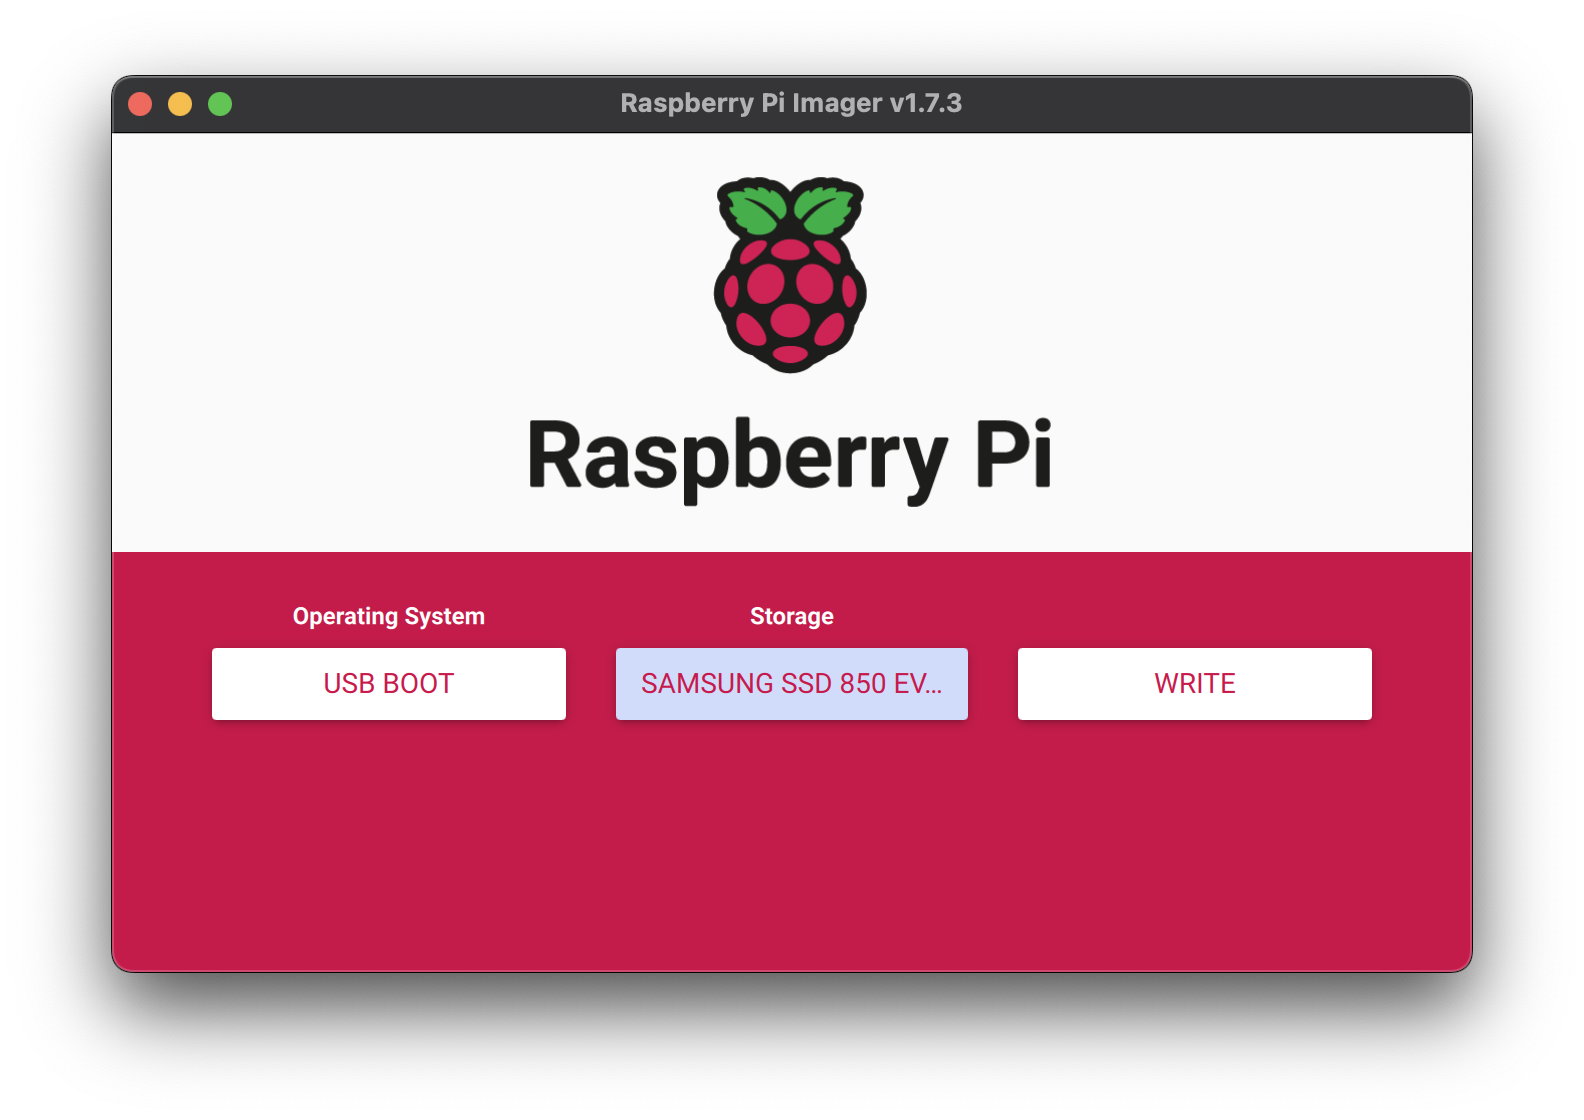 Raspberry Pi Imager v1.7.3
Raspberry Pi
Operating System
Storage
USB BOOT
SAMSUNG SSD 850 EV...
WRITE